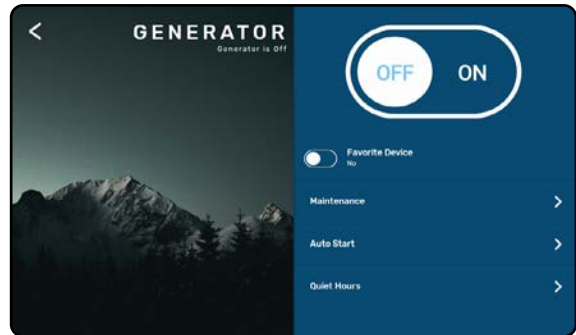 GENERATOR
Generator is Off
OFF ON
Favorite Device
No
Maintenance
Auto Start
Quiet Hours